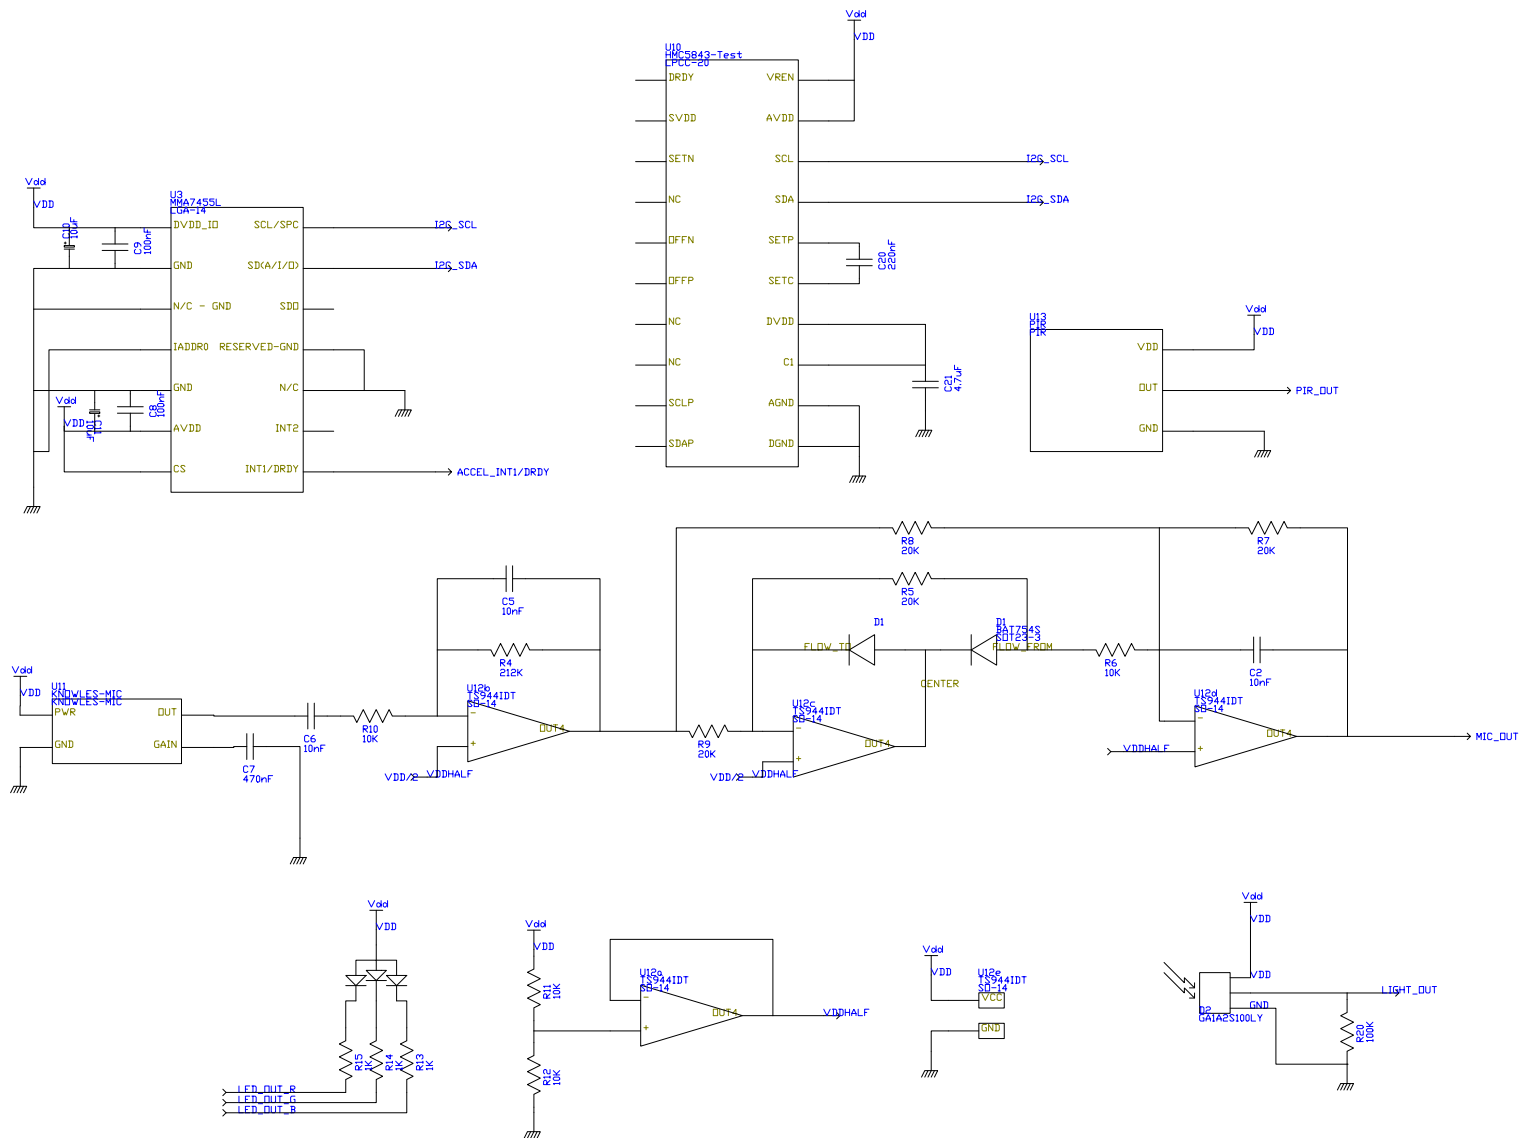 Vdd
VDD
U10
HMC5843-Test
LPCC-20
DRDY
SVDD
SETN
NC
OFFN
OFFP
NC
NC
SCLP
SDAP
VREN
AVDD
SCL
SDA
SETP
SETC
DVDD
C1
AGND
DGND
I2C_SCL
I2C_SDA
C20
220nF
C21
4.7uF
Vdd
VDD
C10
10uF
C9
100nF
U3
MMA7455L
LGA-14
DVDD_IO
GND
N/C - GND
IADDR0
GND
AVDD
CS
SCL/SPC
SD(A/I/O)
SDO
RESERVED-GND
N/C
INT2
INT1/DRDY
I2C_SCL
I2C_SDA
ACCEL_INT1/DRDY
Vdd
VDD
C11
10uF
C8
100nF
U13
PIR
PIR
VDD
OUT
GND
Vdd
VDD
PIR_OUT
R8
20K
R7
20K
C5
10nF
R5
20K
R4
212K
D1
FLOW_TO
D1
BAT754S
SOT23-3
FLOW_FROM
CENTER
R6
10K
C2
10nF
Vdd
VDD
U11
KNOWLES-MIC
KNOWLES-MIC
PWR
GND
OUT
GAIN
C6
10nF
C7
470nF
R10
10K
U12b
TS944IDT
SO-14
-
+
OUT4
VDD/2
VDDHALF
R9
20K
U12c
TS944IDT
SO-14
-
+
OUT4
VDD/2
VDDHALF
U12d
TS944IDT
SO-14
-
+
OUT4
VDDHALF
MIC_OUT
Vdd
VDD
R15
1K
R14
1K
R13
1K
LED_OUT_R
LED_OUT_G
LED_OUT_B
Vdd
VDD
R11
10K
R12
10K
U12a
TS944IDT
SO-14
-
+
OUT4
VDDHALF
Vdd
VDD
U12e
TS944IDT
SO-14
VCC
GND
Vdd
VDD
VDD
GND
D2
GA1A2S100LY
LIGHT_OUT
R20
100K